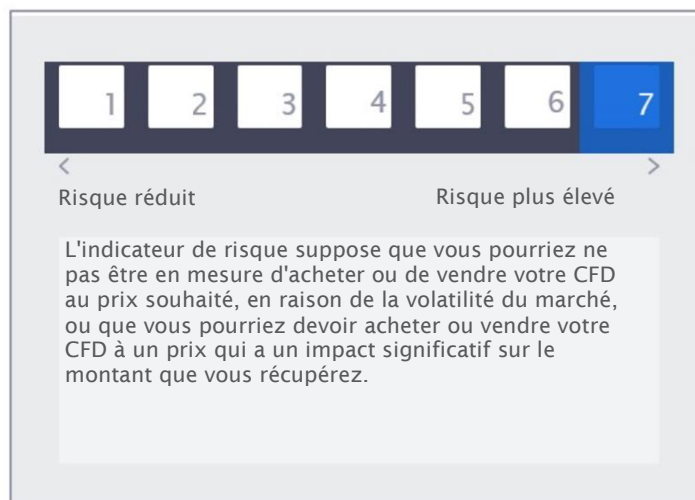 1 2 3 4 5 6 7
< >
Risque réduit Risque plus élevé
L'indicateur de risque suppose que vous pourriez ne
pas être en mesure d'acheter ou de vendre votre CFD
au prix souhaité, en raison de la volatilité du marché,
ou que vous pourriez devoir acheter ou vendre votre
CFD à un prix qui a un impact significatif sur le
montant que vous récupérez.